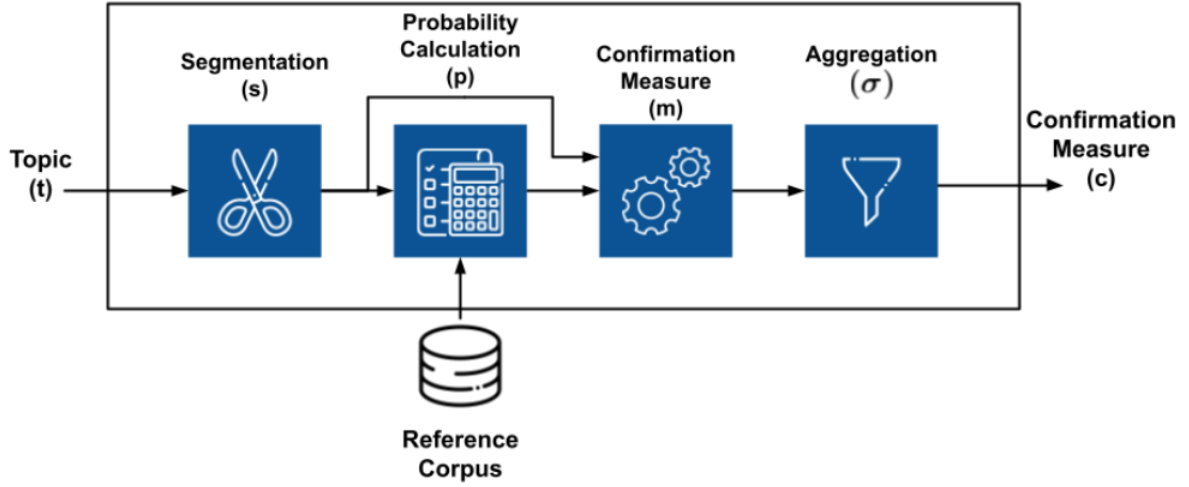 Topic
(t)
Segmentation
(s)
Probability
Calculation
(p)
Confirmation
Measure
(m)
Aggregation
(σ)
Confirmation
Measure
(c)
Reference
Corpus